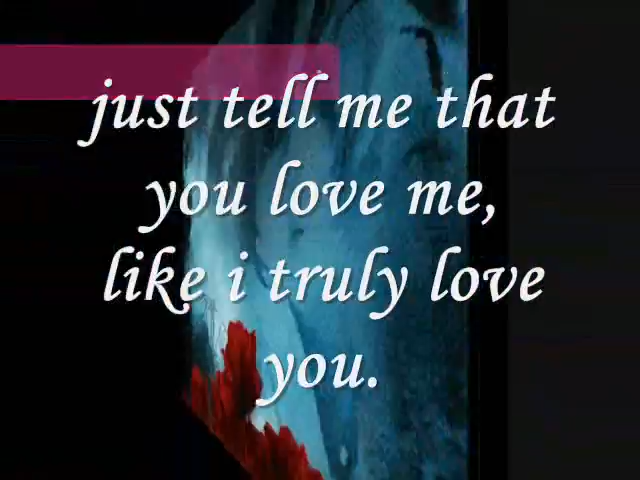 just tell me that
you love me,
like i truly love
you.